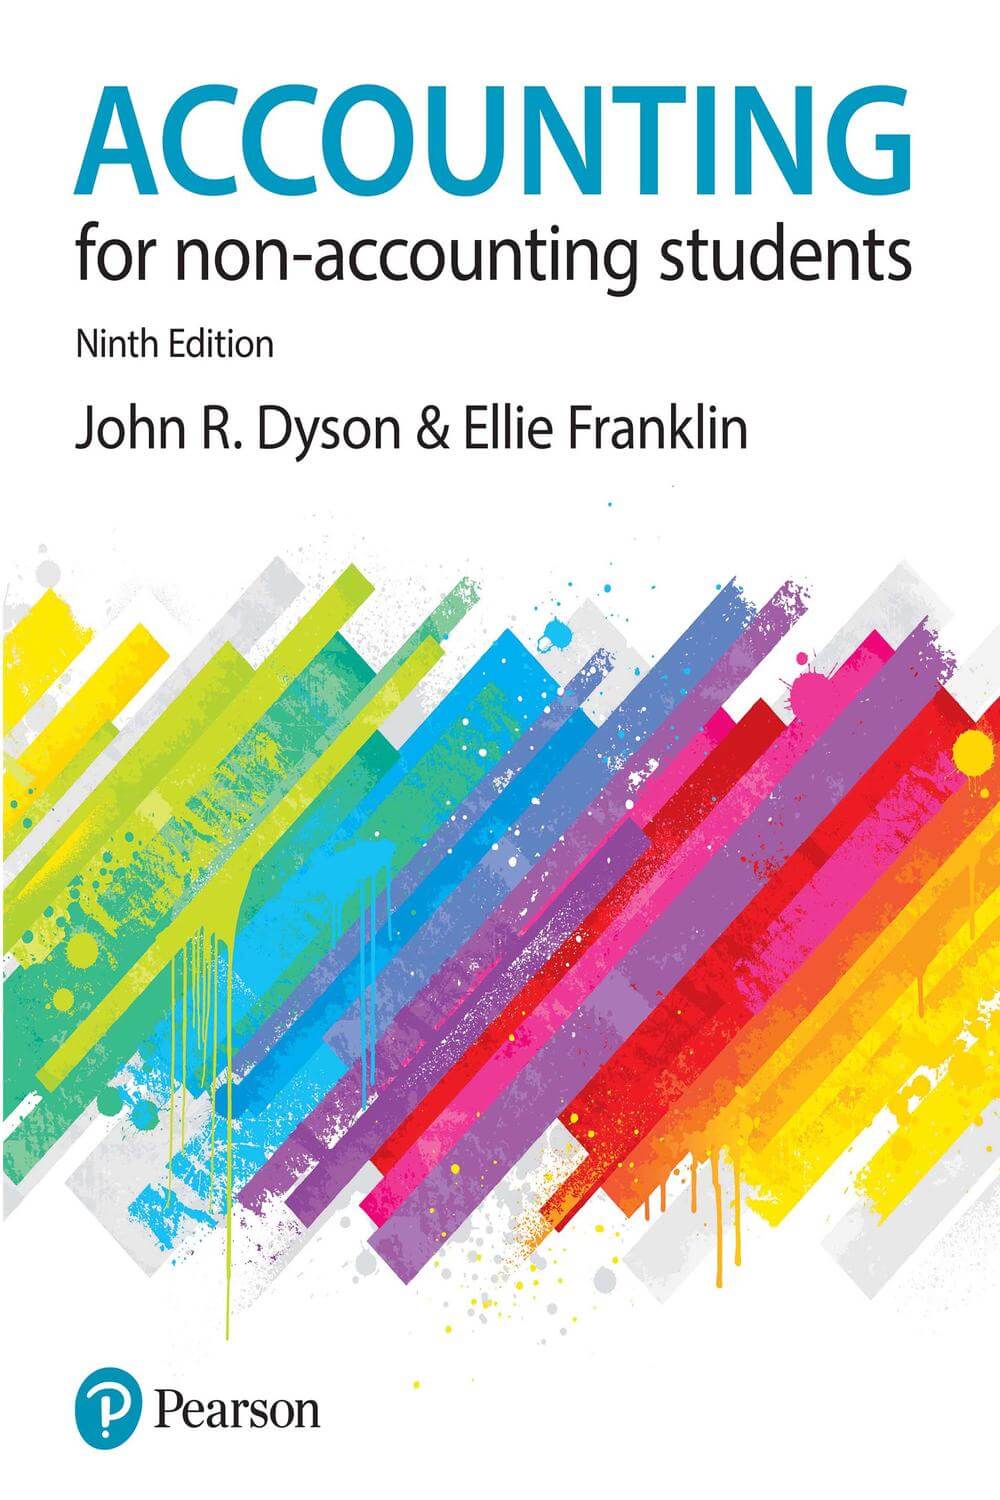 ACCOUNTING
for non-accounting students
Ninth Edition
John R. Dyson & Ellie Franklin
Pearson